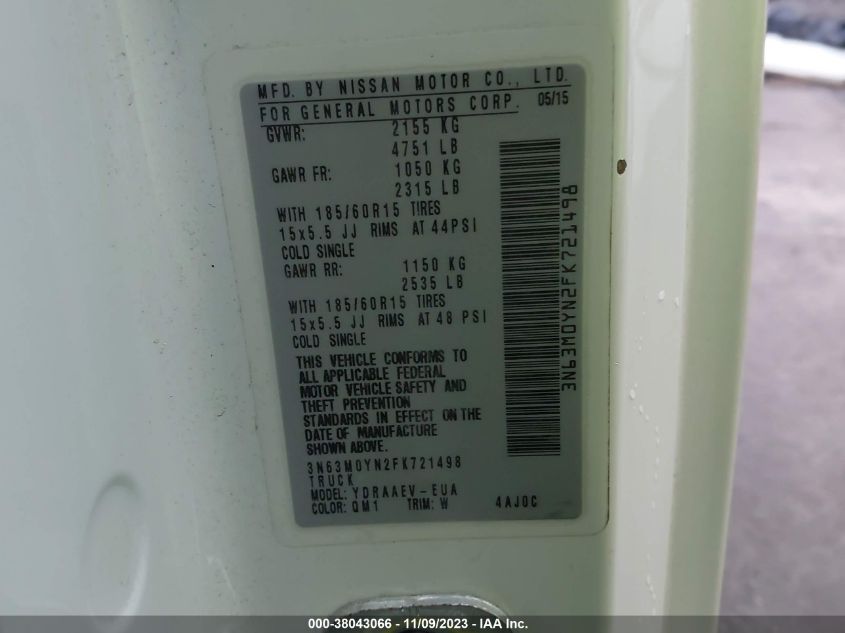 MFD. BY NISSAN MOTOR CO., LTD.
FOR GENERAL MOTORS CORP. 05/15
GVWR: 2155 KG
4751 LB
GAWR FR: 1050 KG
2315 LB
WITH 185/60R15 TIRES
15x5.5 JJ RIMS AT 44PSI
COLD SINGLE
GAWR RR: 1150 KG
2535 LB
WITH 185/60R15 TIRES
15x5.5 JJ RIMS AT 48 PSI
COLD SINGLE
THIS VEHICLE CONFORMS TO
ALL APPLICABLE FEDERAL
MOTOR VEHICLE SAFETY AND
THEFT PREVENTION
STANDARDS IN EFFECT ON THE
DATE OF MANUFACTURE
SHOWN ABOVE.
3N63M0YN2FK721498
TRUCK
MODEL: YDRAAEV-EUA
COLOR: QM1 TRIM: W 4AJ0C
3N63M0YN2FK721498
000-38043066 - 11/09/2023 - IAA Inc.